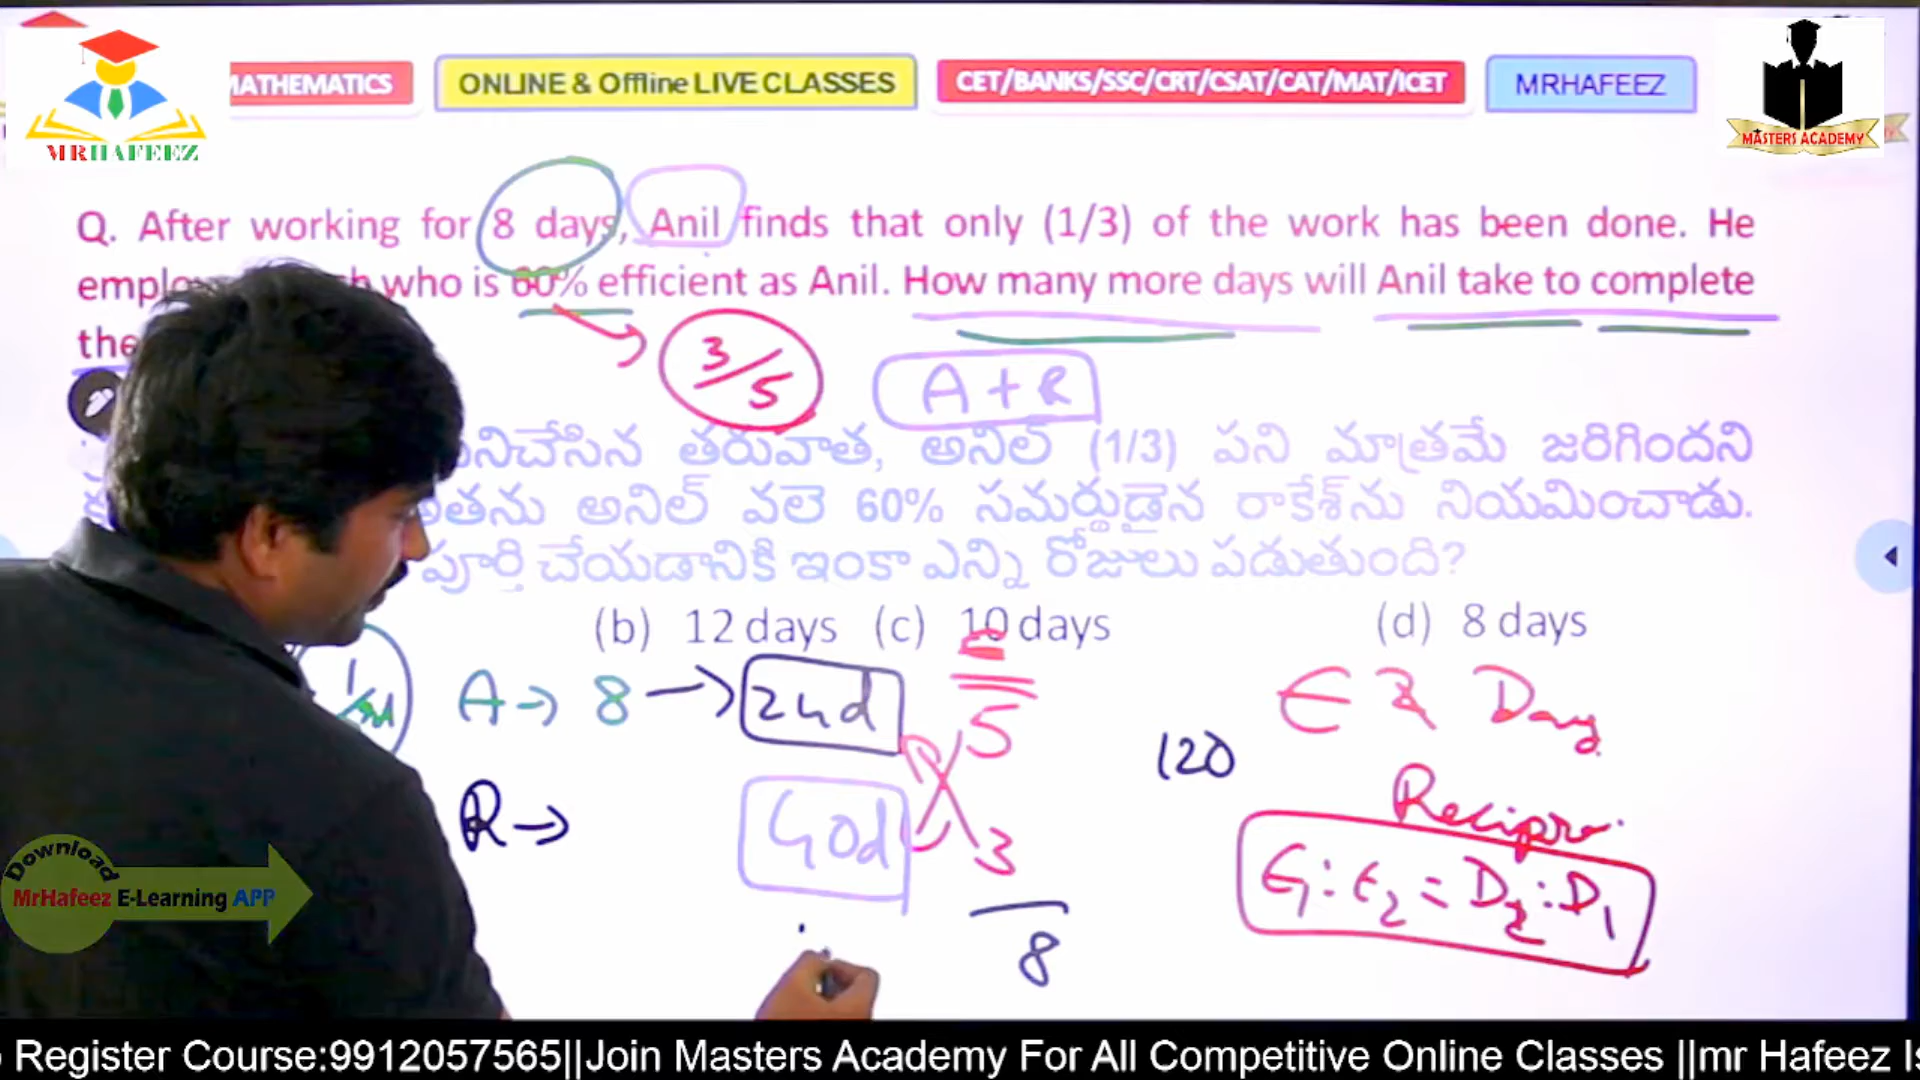 MATHEMATICS
ONLINE & Offline LIVE CLASSES
CET/BANKS/SSC/CRT/CSAT/CAT/MAT/ICET
MRHAFEEZ
MRHAFEEZ
MASTERS ACADEMY
Q. After working for 8 days, Anil finds that only (1/3) of the work has been done. He
who is 60% efficient as Anil. How many more days will Anil take to complete
the
3/5
A + R
పనిచేసిన తరువాత, అనిల్ (1/3) పని మాత్రమే జరిగిందని
అతను అనిల్ వలె 60% సమర్థుడైన రాకేశ్‌ను నియమించాడు.
పూర్తి చేయడానికి ఇంకా ఎన్ని రోజులు పడుతుంది?
(b) 12 days (c) 10 days (d) 8 days
A → 8 → 24d 5
E & Days
120
R → 40d 3
E1 : E2 = D2 : D1
8
Download
MrHafeez E-Learning APP
Register Course:9912057565||Join Masters Academy For All Competitive Online Classes ||mr Hafeez